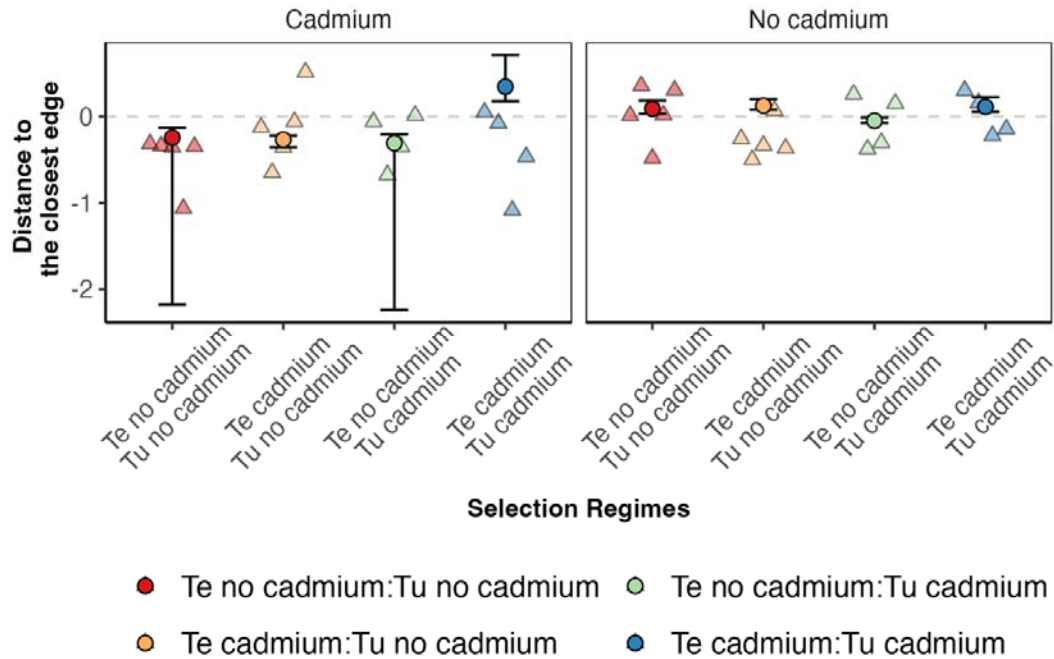 Cadmium
No cadmium
Distance to
the closest edge
0
-1
-2
Te no cadmium
Tu no cadmium
Te cadmium
Tu no cadmium
Te no cadmium
Tu cadmium
Te cadmium
Tu cadmium
Te no cadmium
Tu no cadmium
Te cadmium
Tu no cadmium
Te no cadmium
Tu cadmium
Te cadmium
Tu cadmium
Selection Regimes
Te no cadmium:Tu no cadmium
Te no cadmium:Tu cadmium
Te cadmium:Tu no cadmium
Te cadmium:Tu cadmium